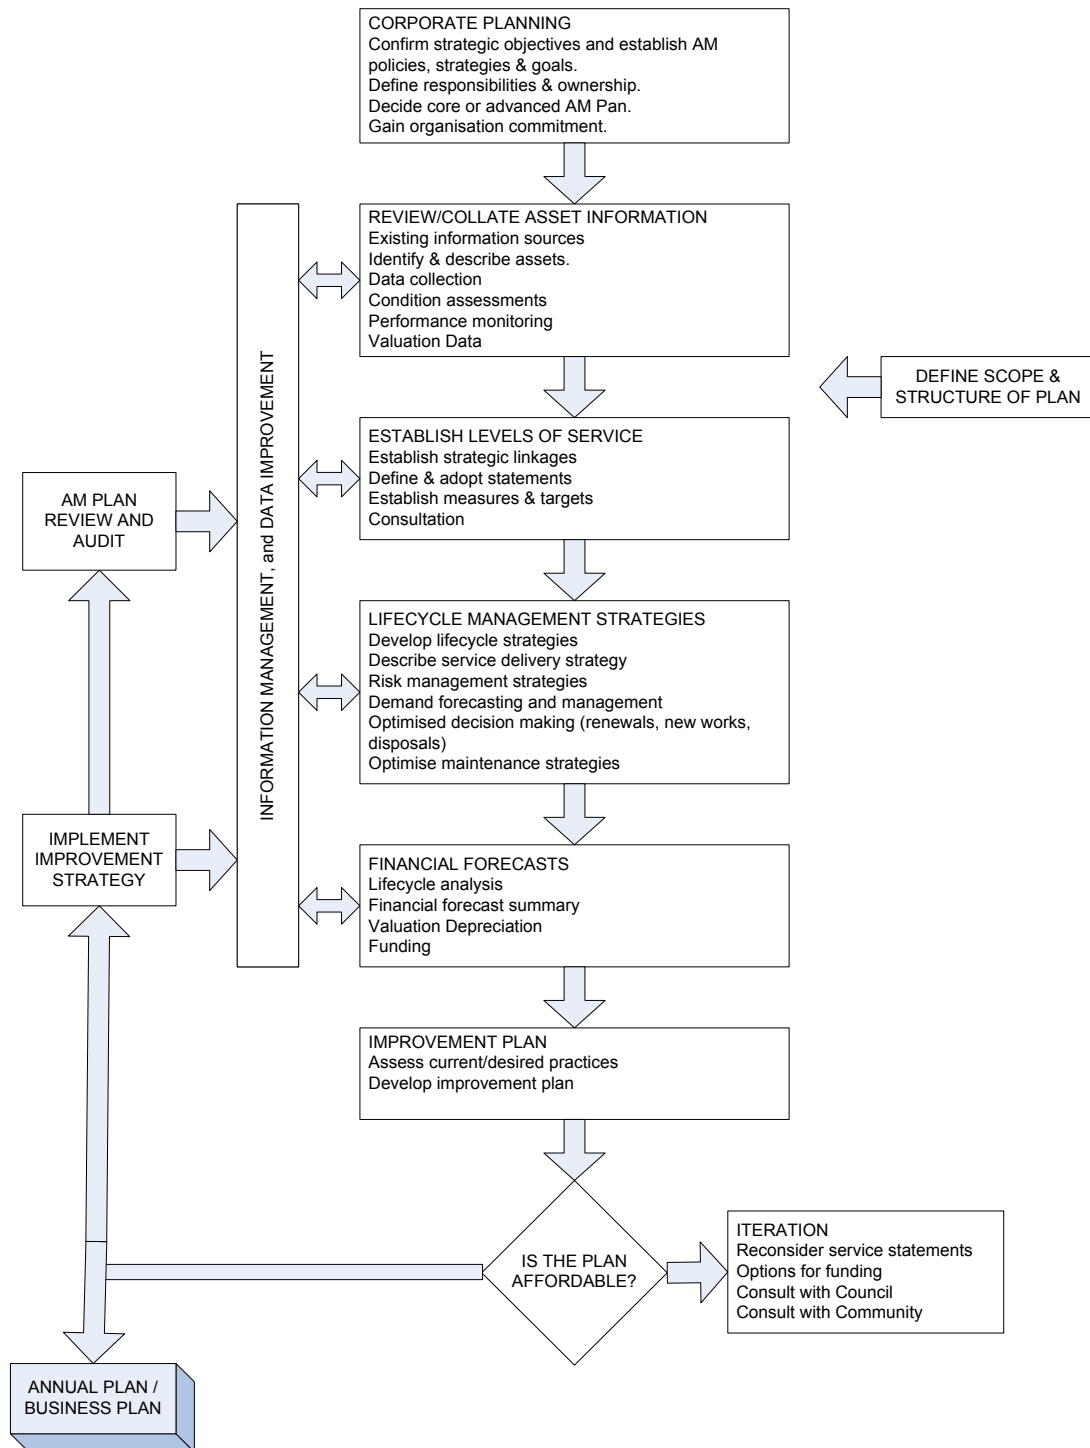 CORPORATE PLANNING
Confirm strategic objectives and establish AM
policies, strategies & goals.
Define responsibilities & ownership.
Decide core or advanced AM Pan.
Gain organisation commitment.
REVIEW/COLLATE ASSET INFORMATION
Existing information sources
Identify & describe assets.
Data collection
Condition assessments
Performance monitoring
Valuation Data
DEFINE SCOPE &
STRUCTURE OF PLAN
INFORMATION MANAGEMENT, and DATA IMPROVEMENT
ESTABLISH LEVELS OF SERVICE
Establish strategic linkages
Define & adopt statements
Establish measures & targets
Consultation
AM PLAN
REVIEW AND
AUDIT
LIFECYCLE MANAGEMENT STRATEGIES
Develop lifecycle strategies
Describe service delivery strategy
Risk management strategies
Demand forecasting and management
Optimised decision making (renewals, new works,
disposals)
Optimise maintenance strategies
IMPLEMENT
IMPROVEMENT
STRATEGY
FINANCIAL FORECASTS
Lifecycle analysis
Financial forecast summary
Valuation Depreciation
Funding
IMPROVEMENT PLAN
Assess current/desired practices
Develop improvement plan
IS THE PLAN
AFFORDABLE?
ITERATION
Reconsider service statements
Options for funding
Consult with Council
Consult with Community
ANNUAL PLAN /
BUSINESS PLAN